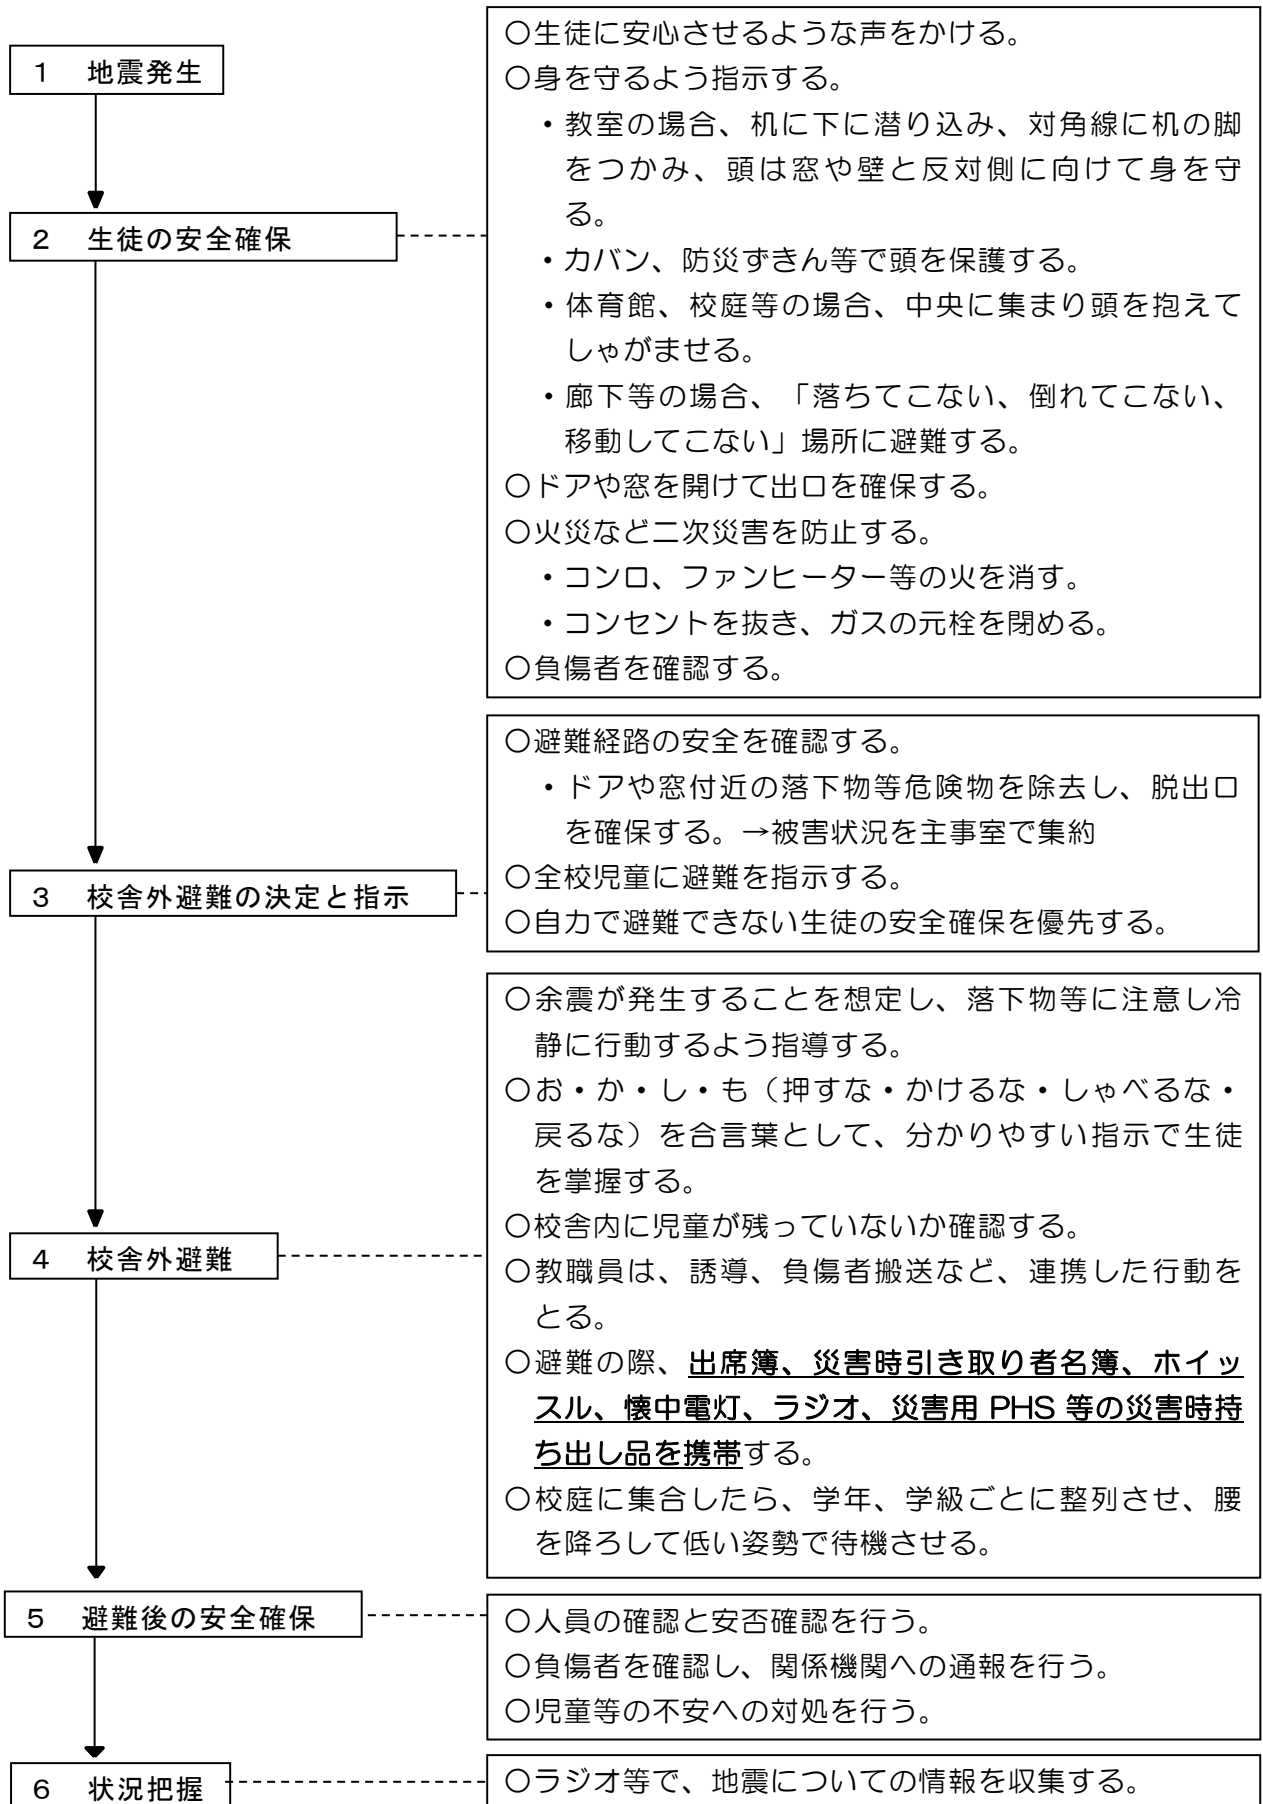 1 地震発生
○生徒に安心させるような声をかける。
○身を守るよう指示する。
・教室の場合、机に下に潜り込み、対角線に机の脚
をつかみ、頭は窓や壁と反対側に向けて身を守
る。
2 生徒の安全確保
・カバン、防災ずきん等で頭を保護する。
・体育館、校庭等の場合、中央に集まり頭を抱えて
しゃがませる。
・廊下等の場合、「落ちてこない、倒れてこない、
移動してこない」場所に避難する。
○ドアや窓を開けて出口を確保する。
○火災など二次災害を防止する。
・コンロ、ファンヒーター等の火を消す。
・コンセントを抜き、ガスの元栓を閉める。
○負傷者を確認する。
3 校舎外避難の決定と指示
○避難経路の安全を確認する。
・ドアや窓付近の落下物等危険物を除去し、脱出口
を確保する。→被害状況を主事室で集約
○全校児童に避難を指示する。
○自力で避難できない生徒の安全確保を優先する。
4 校舎外避難
○余震が発生することを想定し、落下物等に注意し冷
静に行動するよう指導する。
○お・か・し・も（押すな・かけるな・しゃべるな・
戻るな）を合言葉として、分かりやすい指示で生徒
を掌握する。
○校舎内に児童が残っていないか確認する。
○教職員は、誘導、負傷者搬送など、連携した行動を
とる。
○避難の際、出席簿、災害時引き取り者名簿、ホイッ
スル、懐中電灯、ラジオ、災害用 PHS 等の災害時持
ち出し品を携帯する。
○校庭に集合したら、学年、学級ごとに整列させ、腰
を降ろして低い姿勢で待機させる。
5 避難後の安全確保
○人員の確認と安否確認を行う。
○負傷者を確認し、関係機関への通報を行う。
○児童等の不安への対処を行う。
6 状況把握
○ラジオ等で、地震についての情報を収集する。